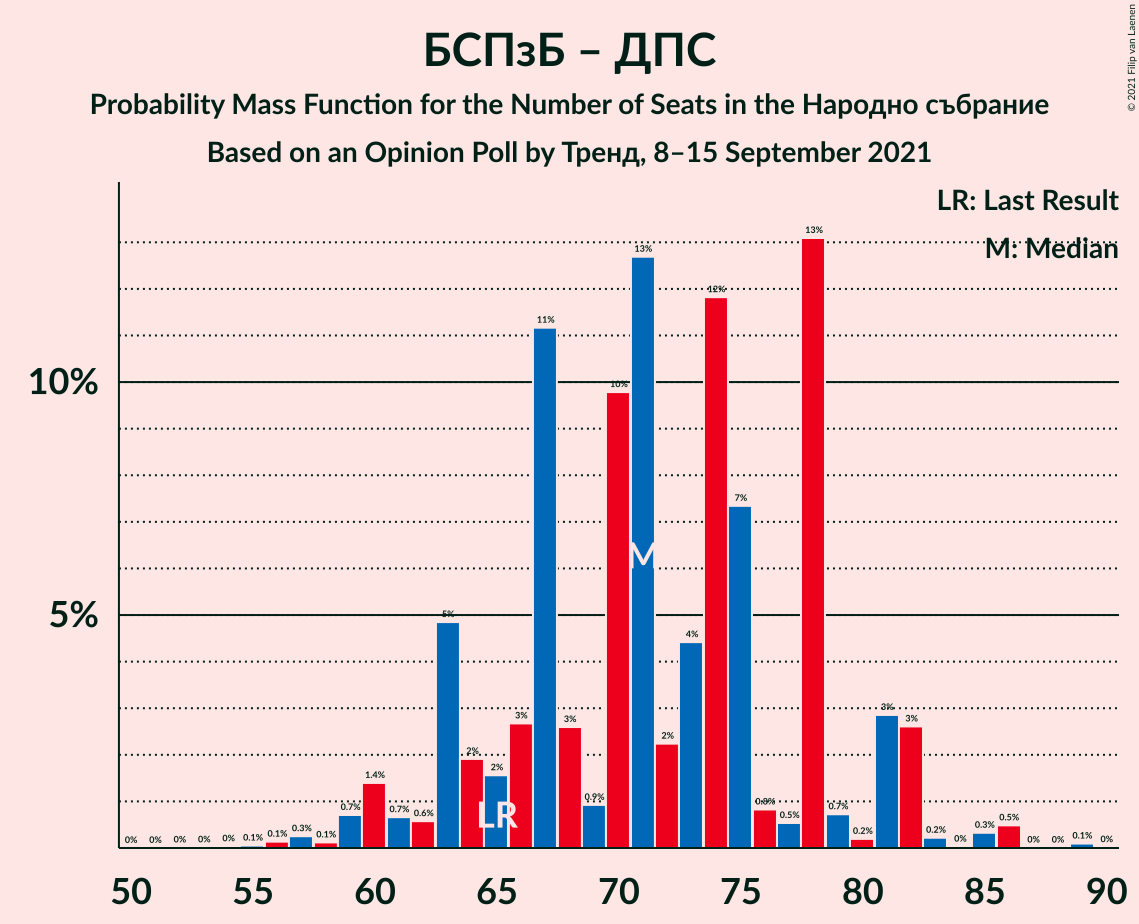 БСПзБ – ДПС
Probability Mass Function for the Number of Seats in the Народно събрание
Based on an Opinion Poll by Тренд, 8–15 September 2021
© 2021 Filip van Laenen
LR: Last Result
M: Median
10%
5%
0% 0% 0% 0% 0% 0.1% 0.1% 0.3% 0.1% 0.7% 1.4% 0.7% 0.6% 5% 2% 2% 3% 11% 3% 0.9% 10% 13% 2% 4% 12% 7% 0.8% 0.5% 13% 0.7% 0.2% 3% 3% 0.2% 0% 0.3% 0.5% 0% 0% 0.1% 0%
M
LR
50 55 60 65 70 75 80 85 90